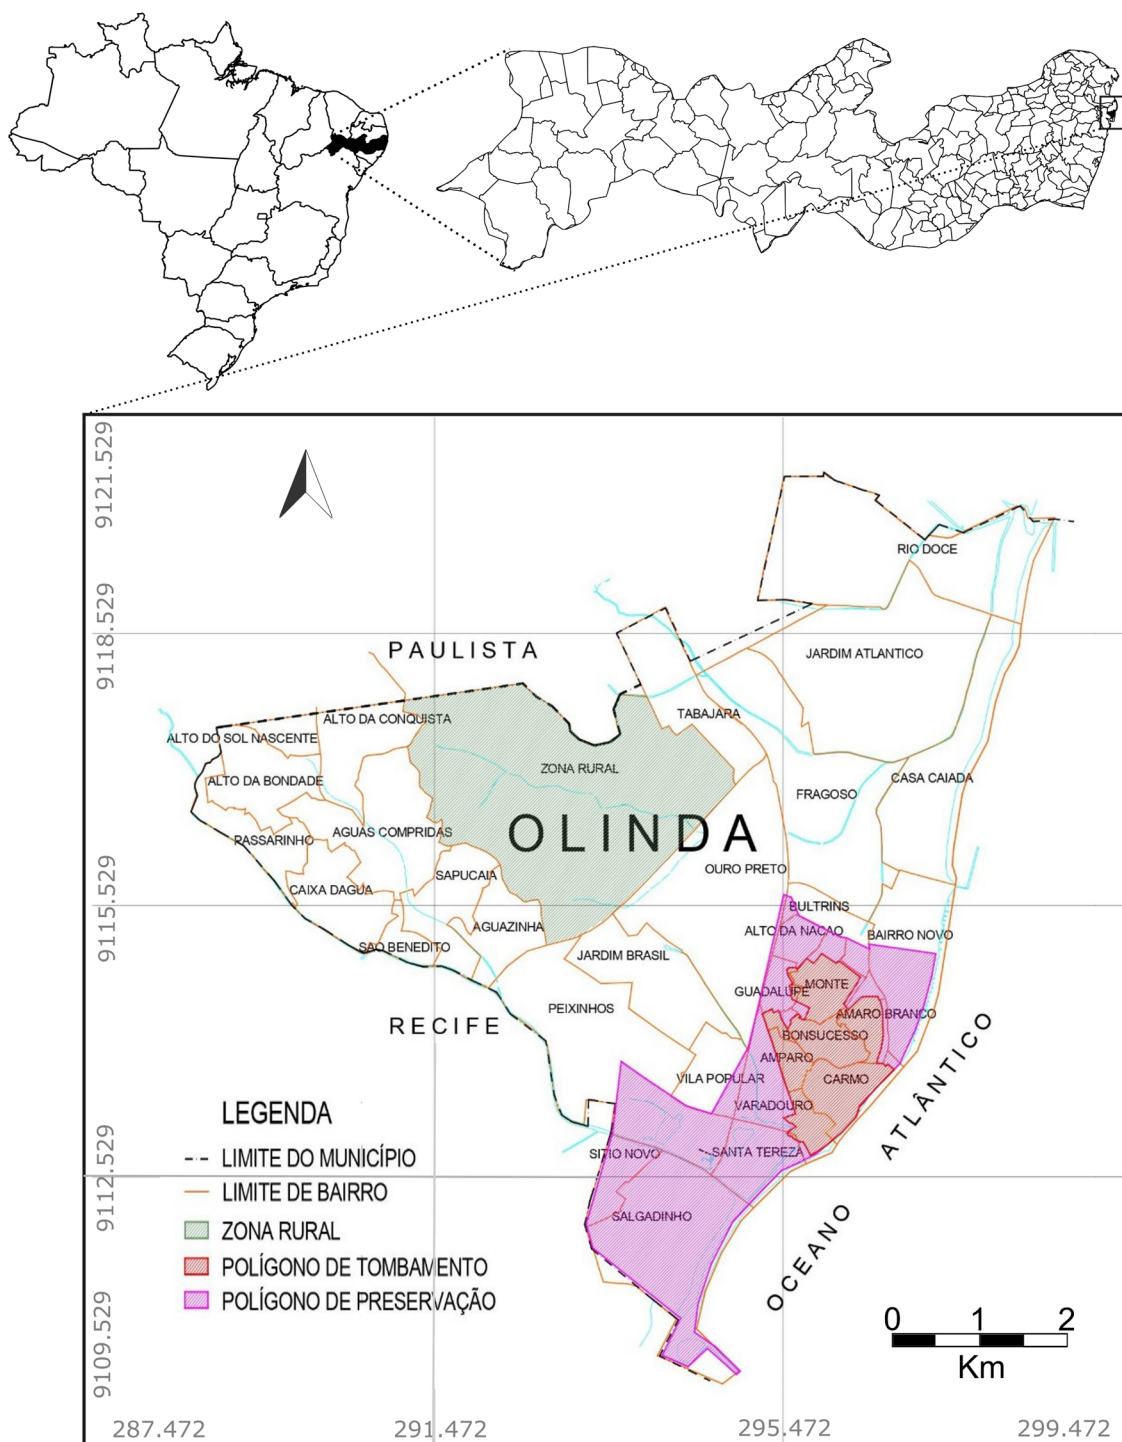 9121.529
RIO DOCE
9118.529
PAULISTA
JARDIM ATLANTICO
ALTO DA CONQUISTA
TABAJARA
ALTO DO SOL NASCENTE
ZONA RURAL
ALTO DA BONDADE
CASA CAIADA
FRAGOSO
OLINDA
AGUAS COMPRIDAS
PASSARINHO
OURO PRETO
SAPUCAIA
CAIXA DAGUA
9115.529
BULTRINS
AGUAZINHA
ALTO DA NACAO
BAIRRO NOVO
SAO BENEDITO
JARDIM BRASIL
MONTE
GUADALUPE
PEIXINHOS
AMARO BRANCO
RECIFE
BONSUCESSO
AMPARO
VILA POPULAR
CARMO
VARADOURO
OCEANO ATLÂNTICO
SITIO NOVO
SANTA TEREZA
9112.529
SALGADINHO
LEGENDA
LIMITE DO MUNICÍPIO
LIMITE DE BAIRRO
ZONA RURAL
POLÍGONO DE TOMBAMENTO
POLÍGONO DE PRESERVAÇÃO
9109.529
0 1 2
Km
287.472 291.472 295.472 299.472